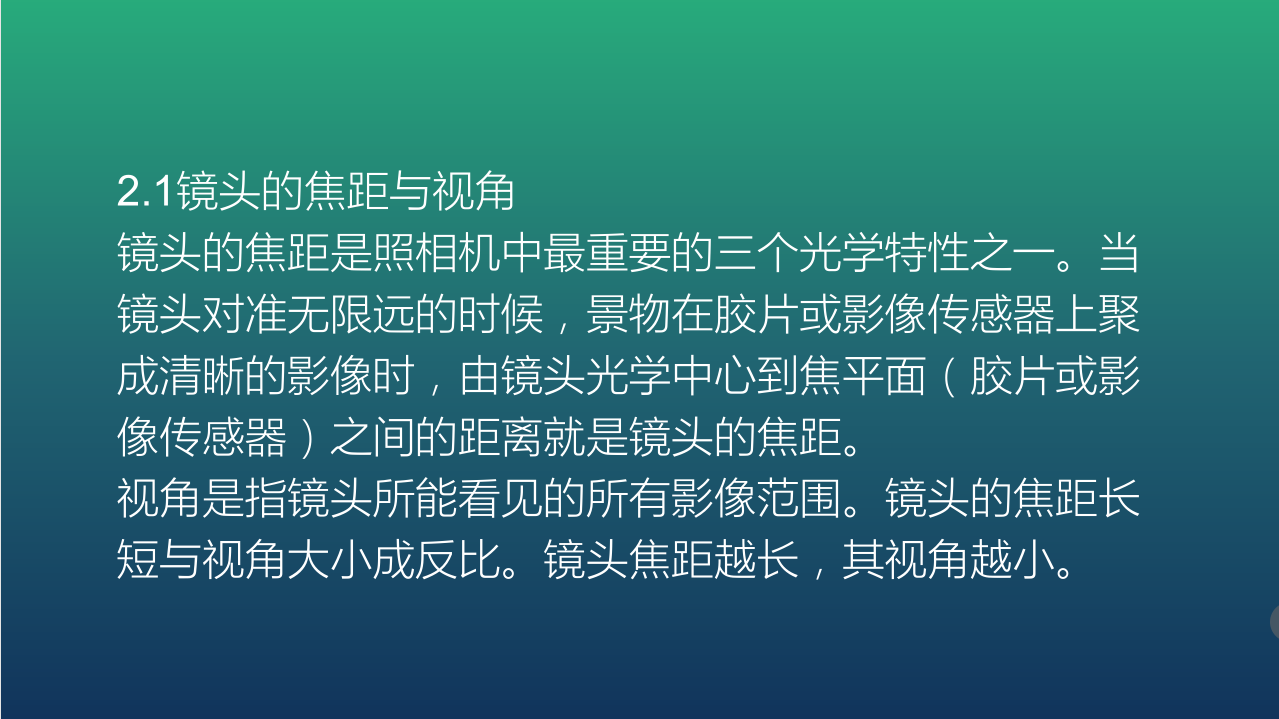 2.1镜头的焦距与视角
镜头的焦距是照相机中最重要的三个光学特性之一。当
镜头对准无限远的时候，景物在胶片或影像传感器上聚
成清晰的影像时，由镜头光学中心到焦平面（胶片或影
像传感器）之间的距离就是镜头的焦距。
视角是指镜头所能看见的所有影像范围。镜头的焦距长
短与视角大小成反比。镜头焦距越长，其视角越小。